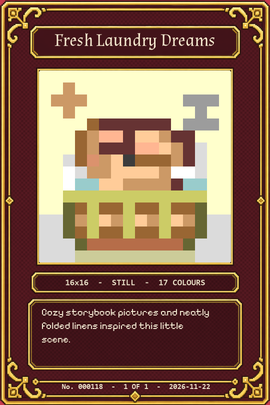 Fresh Laundry Dreams
16x16 - STILL - 17 COLOURS
Cozy storybook pictures and neatly
folded linens inspired this little
scene.
No. 000118 - 1 OF 1 - 2026-11-22